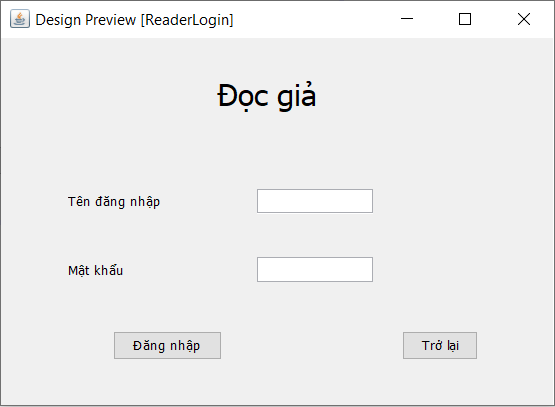 Design Preview [ReaderLogin]
Đọc giả
Tên đăng nhập
Mật khẩu
Đăng nhập Trở lại